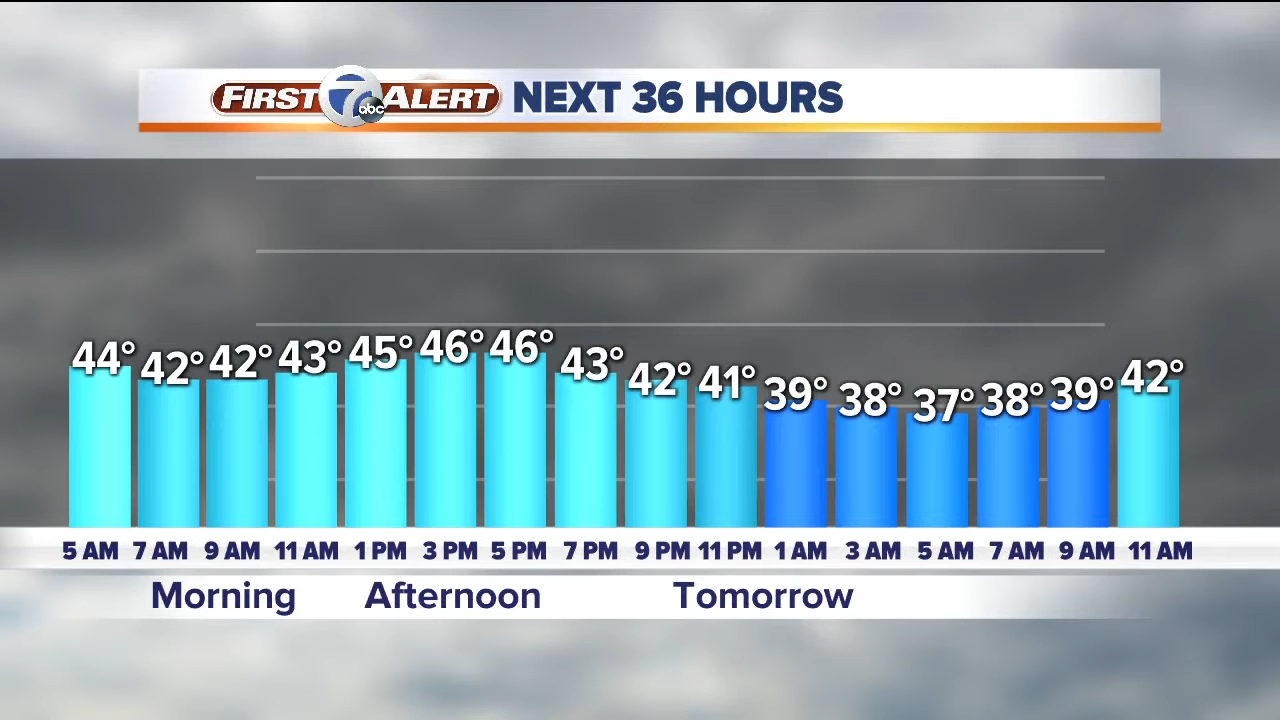 FIRST 7 abc ALERT NEXT 36 HOURS
44° 42° 42° 43° 45° 46° 46° 43° 42° 41° 39° 38° 37° 38° 39° 42°
5 AM 7 AM 9 AM 11 AM 1 PM 3 PM 5 PM 7 PM 9 PM 11 PM 1 AM 3 AM 5 AM 7 AM 9 AM 11 AM
Morning Afternoon Tomorrow